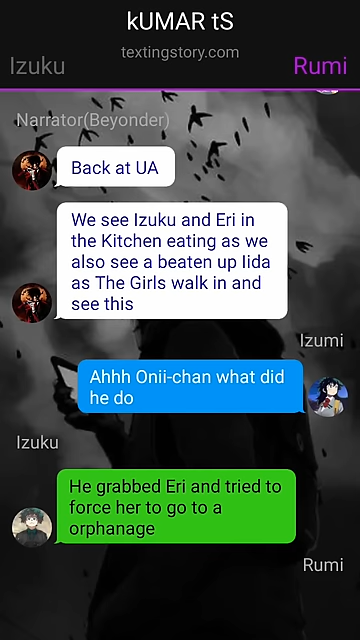 kUMAR tS
textingstory.com
Izuku
Rumi
Narrator(Beyonder)
Back at UA
We see Izuku and Eri in
the Kitchen eating as we
also see a beaten up Iida
as The Girls walk in and
see this
Izumi
Ahhh Onii-chan what did
he do
Izuku
He grabbed Eri and tried to
force her to go to a
orphanage
Rumi